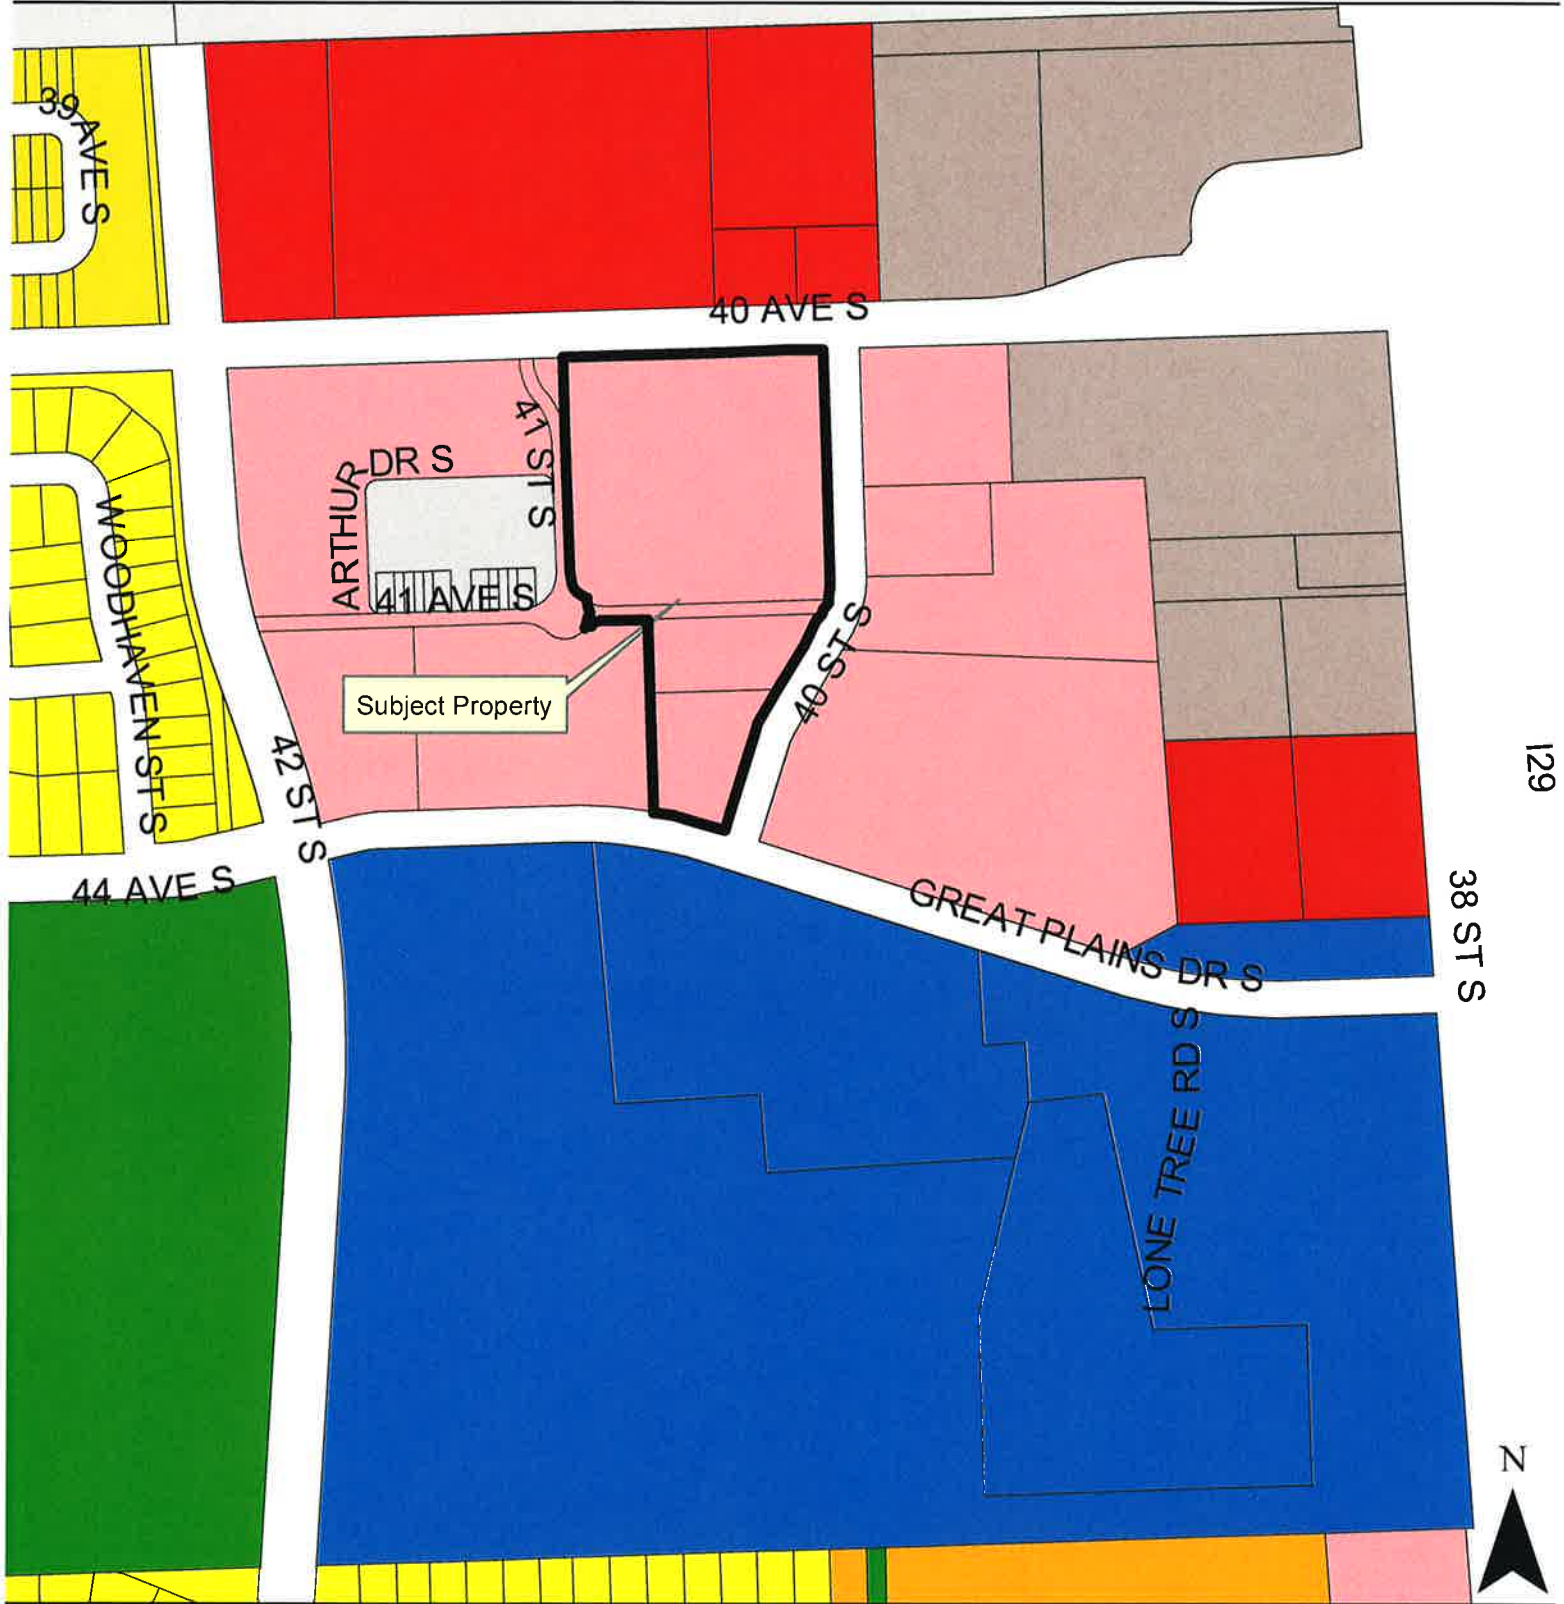 39 AVE S
40 AVE S
41 ST S
ARTHUR DR S
41 AVE S
WOODHAVEN ST S
40 ST S
Subject Property
42 ST S
I29
44 AVE S
GREAT PLAINS DR S
38 ST S
LONE TREE RD S
N